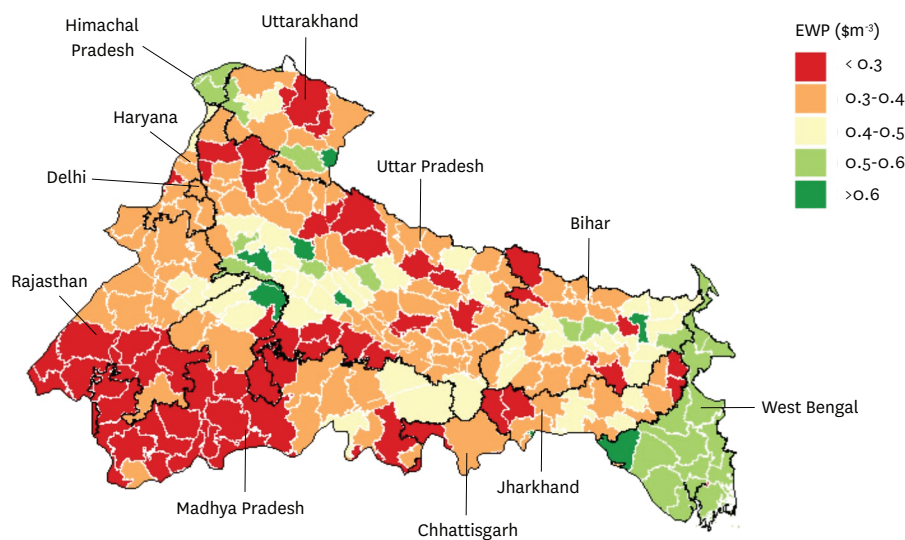 Himachal
Pradesh
Uttarakhand
Haryana
Delhi
Uttar Pradesh
Bihar
Rajasthan
West Bengal
Jharkhand
Madhya Pradesh
Chhattisgarh
EWP ($m⁻³)
< 0.3
0.3-0.4
0.4-0.5
0.5-0.6
>0.6